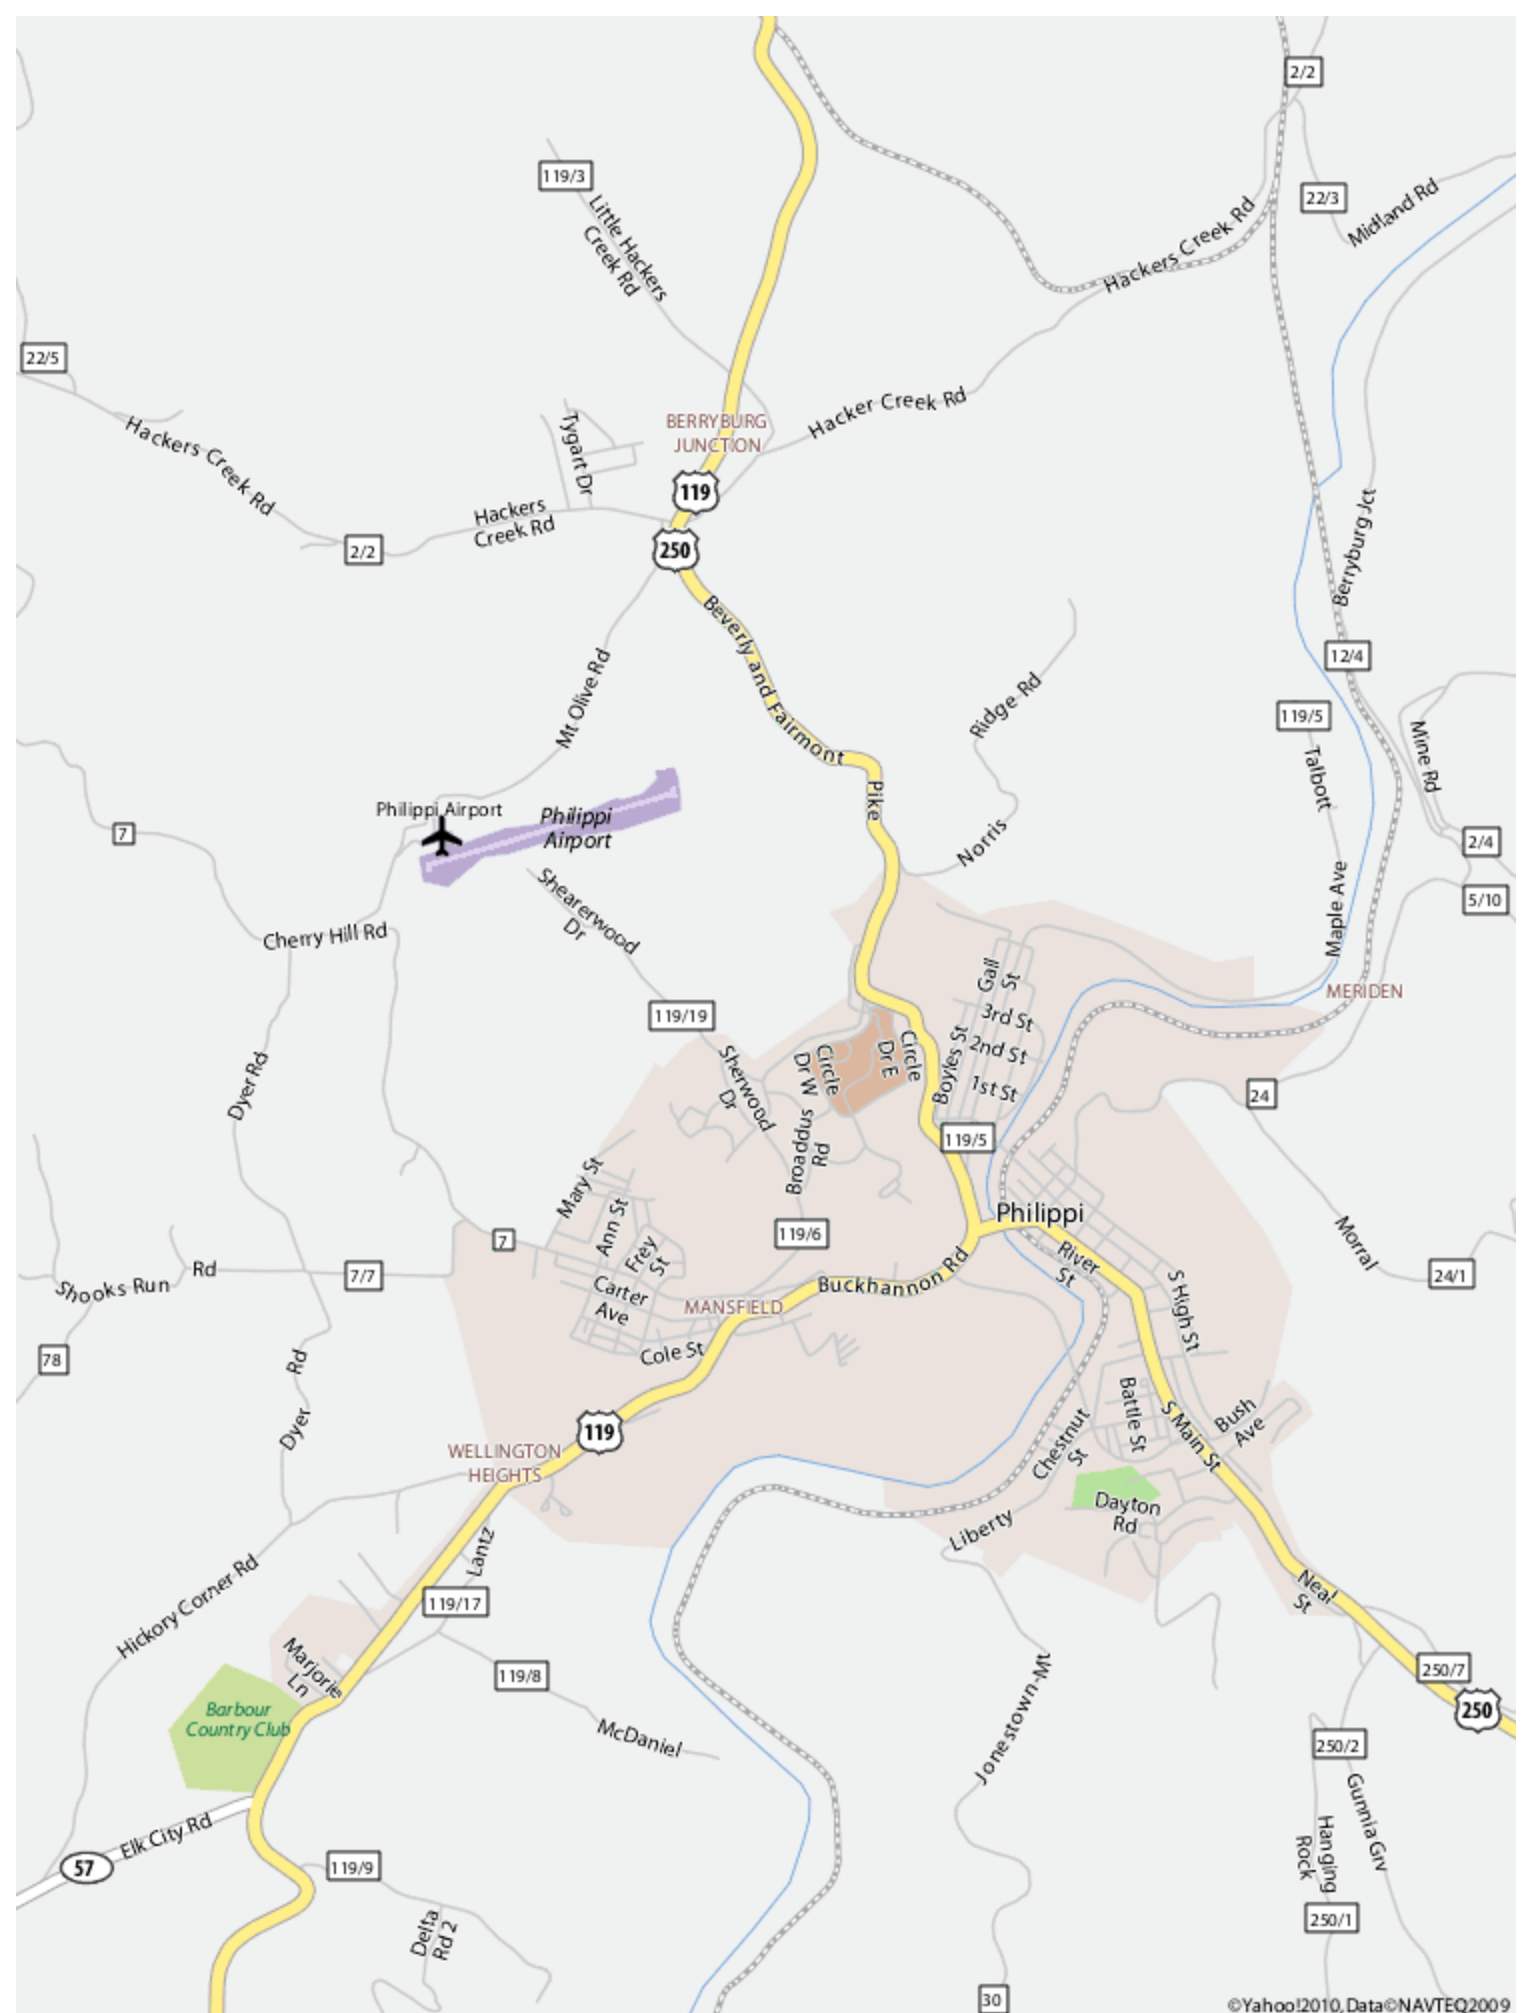 2/2
119/3
Little Hackers
Creek Rd
22/3
Midland Rd
Hackers Creek Rd
22/5
Hackers Creek Rd
Tygart Dr
BERRYBURG
JUNCTION
Hacker Creek Rd
119
Hackers
Creek Rd
2/2
250
Berryburg Jct
Beverly and Fairmont
Pike
Mt Olive Rd
12/4
Ridge Rd
119/5
Talbott
Mine Rd
Philippi Airport
Philippi
Airport
7
Norris
2/4
5/10
Shearerwood
Dr
Cherry Hill Rd
Maple Ave
MERIDEN
Gall
St
3rd St
2nd St
1st St
119/19
Boyles St
Circle
Dr E
Circle
Dr W
Sherwood
Dr
Dyer Rd
24
Broaddus
Rd
119/5
Mary St
Ann St
Frey
St
Philippi
119/6
7
River
St
Morral
24/1
Shooks Run
Rd
7/7
Buckhannon Rd
Carter
Ave
MANSFIELD
S High St
Cole St
78
Dyer
Rd
Battle St
Bush
Ave
S Main St
119
Chestnut
St
WELLINGTON
HEIGHTS
Dayton
Rd
Liberty
Lantz
Hickory Corner Rd
119/17
Neal
St
Marjorie
Ln
119/8
250/7
250
Barbour
Country Club
McDaniel
Jonestown-Mt
250/2
Gunnia Grv
Hanging
Rock
Elk City Rd
57
119/9
Delta
Rd 2
250/1
30
©Yahoo!2010, Data©NAVTEQ2009